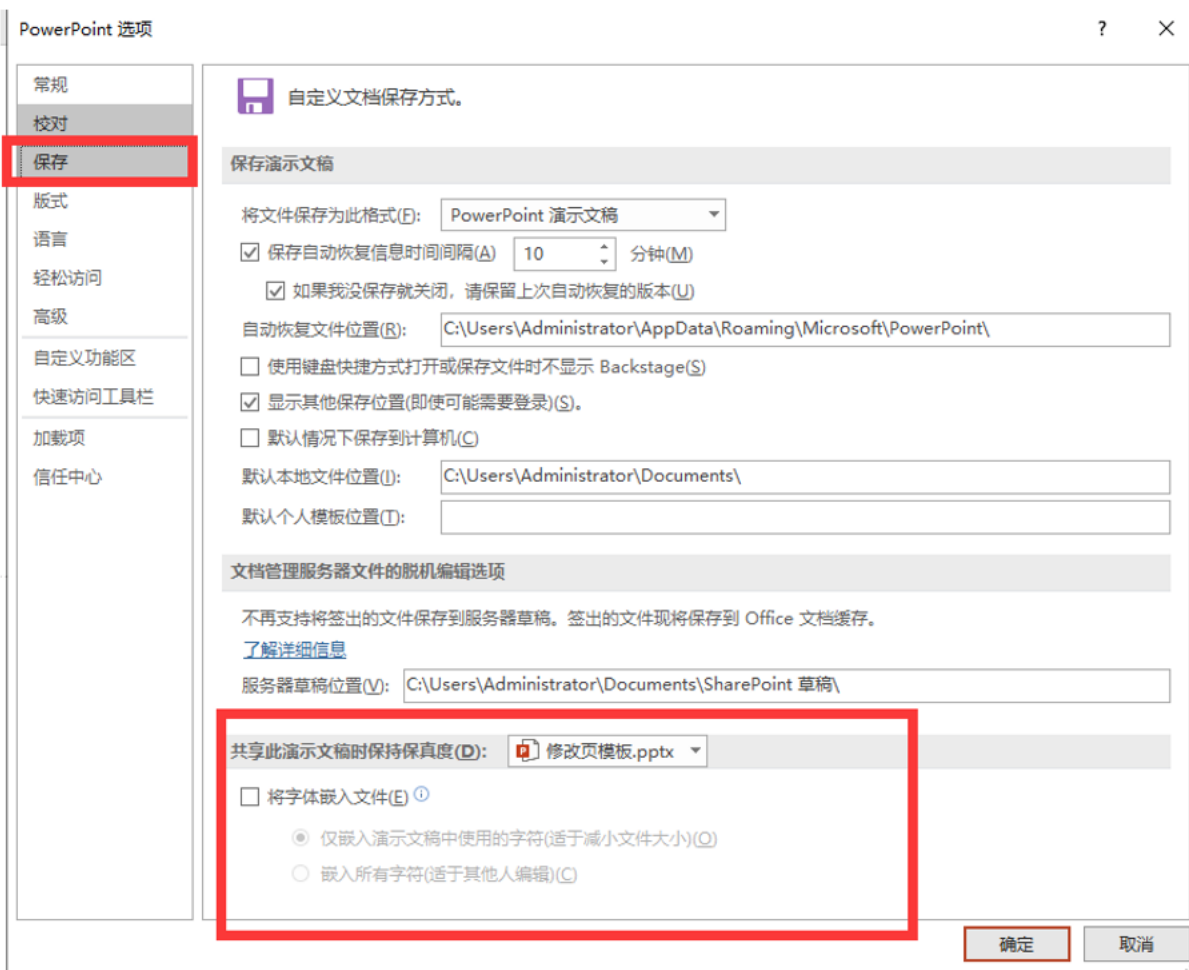 PowerPoint 选项
?
常规
校对
保存
版式
语言
轻松访问
高级
自定义功能区
快速访问工具栏
加载项
信任中心
自定义文档保存方式。
保存演示文稿
将文件保存为此格式(F): PowerPoint 演示文稿
保存自动恢复信息时间间隔(A) 10 分钟(M)
如果我没保存就关闭，请保留上次自动恢复的版本(U)
自动恢复文件位置(R): C:\Users\Administrator\AppData\Roaming\Microsoft\PowerPoint\
使用键盘快捷方式打开或保存文件时不显示 Backstage(S)
显示其他保存位置(即使可能需要登录)(S)。
默认情况下保存到计算机(C)
默认本地文件位置(I): C:\Users\Administrator\Documents\
默认个人模板位置(T):
文档管理服务器文件的脱机编辑选项
不再支持将签出的文件保存到服务器草稿。签出的文件现将保存到 Office 文档缓存。
了解详细信息
服务器草稿位置(V): C:\Users\Administrator\Documents\SharePoint 草稿\
共享此演示文稿时保持保真度(D): 修改页模板.pptx
将字体嵌入文件(E)
仅嵌入演示文稿中使用的字符(适于减小文件大小)(O)
嵌入所有字符(适于其他人编辑)(C)
确定 取消